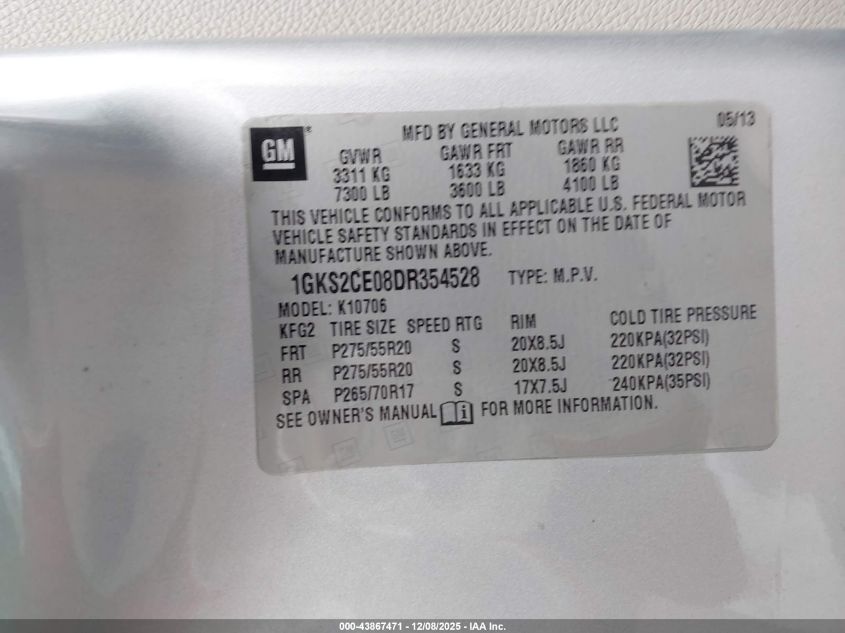 05/13
MFD BY GENERAL MOTORS LLC
GM®
GVWR GAWR FRT GAWR RR
3311 KG 1633 KG 1860 KG
7300 LB 3600 LB 4100 LB
THIS VEHICLE CONFORMS TO ALL APPLICABLE U.S. FEDERAL MOTOR
VEHICLE SAFETY STANDARDS IN EFFECT ON THE DATE OF
MANUFACTURE SHOWN ABOVE.
1GKS2CE08DR354528 TYPE: M.P.V.
MODEL: K10706
KFG2 TIRE SIZE SPEED RTG RIM COLD TIRE PRESSURE
FRT P275/55R20 S 20X8.5J 220KPA(32PSI)
RR P275/55R20 S 20X8.5J 220KPA(32PSI)
SPA P265/70R17 S 17X7.5J 240KPA(35PSI)
SEE OWNER'S MANUAL i FOR MORE INFORMATION.
000-43867471 - 12/08/2025 - IAA Inc.